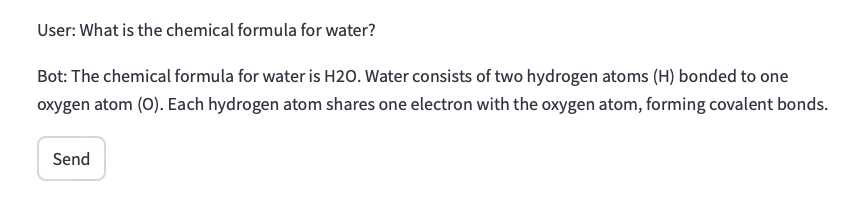 User: What is the chemical formula for water?
Bot: The chemical formula for water is H2O. Water consists of two hydrogen atoms (H) bonded to one
oxygen atom (O). Each hydrogen atom shares one electron with the oxygen atom, forming covalent bonds.
Send